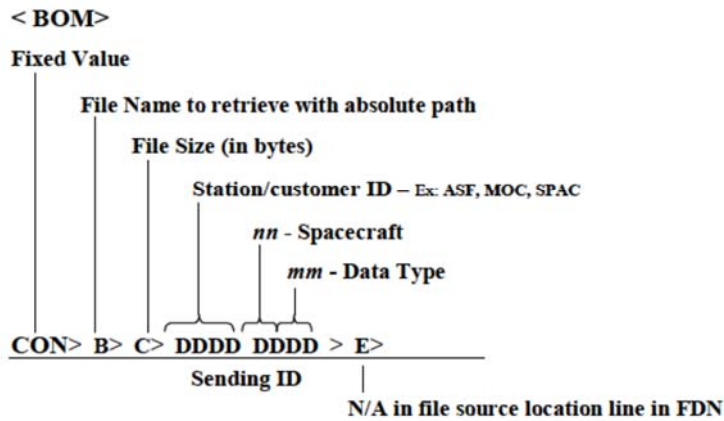 < BOM>
Fixed Value
File Name to retrieve with absolute path
File Size (in bytes)
Station/customer ID – Ex: ASF, MOC, SPAC
nn - Spacecraft
mm - Data Type
CON> B> C> DDDD DDDD > E>
Sending ID
N/A in file source location line in FDN